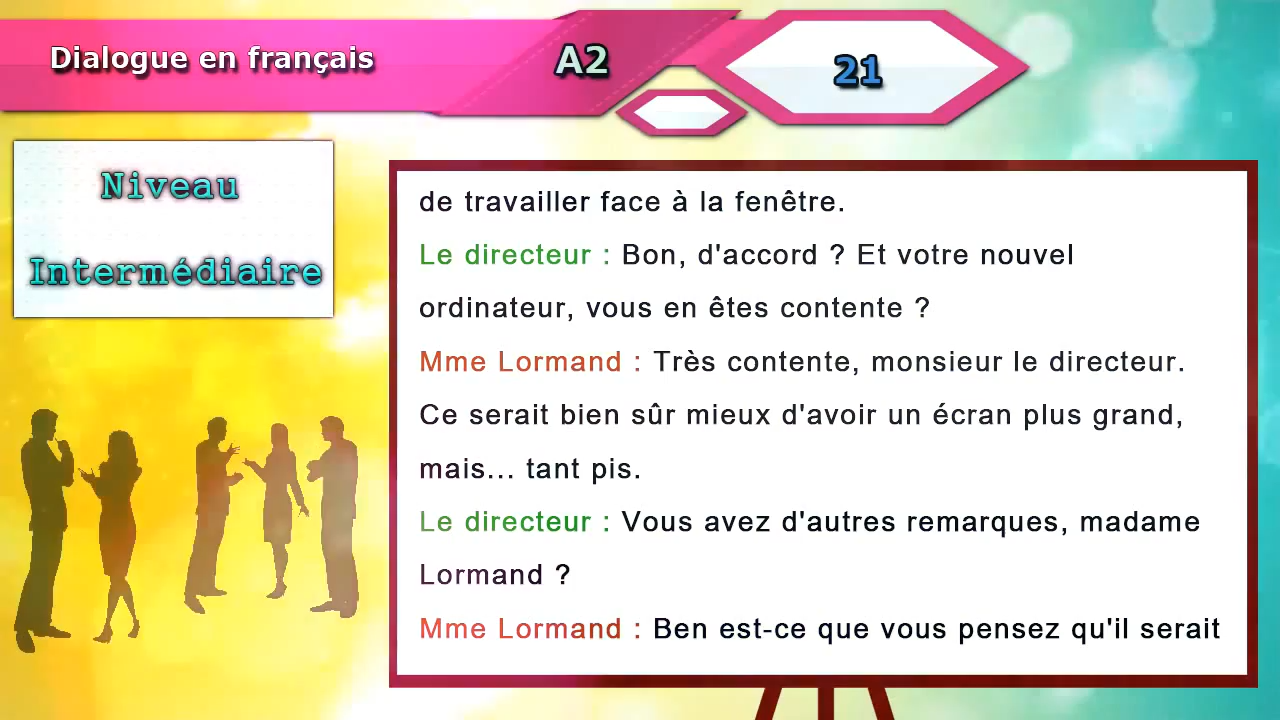 Dialogue en français
A2
21
Niveau
Intermédiaire
de travailler face à la fenêtre.
Le directeur : Bon, d'accord ? Et votre nouvel
ordinateur, vous en êtes contente ?
Mme Lormand : Très contente, monsieur le directeur.
Ce serait bien sûr mieux d'avoir un écran plus grand,
mais... tant pis.
Le directeur : Vous avez d'autres remarques, madame
Lormand ?
Mme Lormand : Ben est-ce que vous pensez qu'il serait